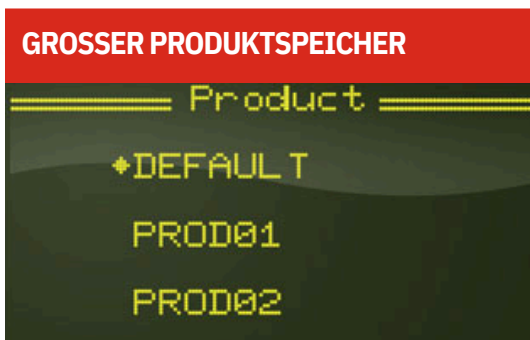 GROSSER PRODUKTSPEICHER
Product
DEFAULT
PROD01
PROD02